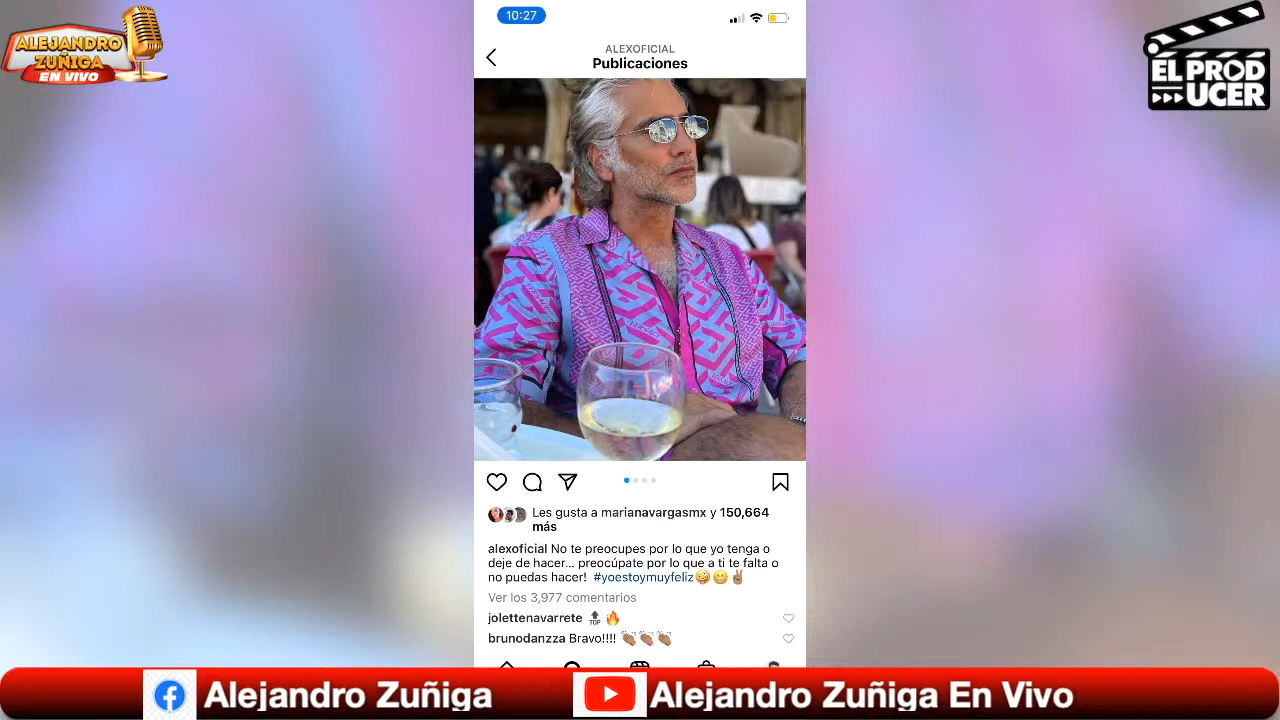 ALEJANDRO
ZUÑIGA
EN VIVO
EL PROD
UCER
10:27
ALEXOFICIAL
Publicaciones
Les gusta a marianavargasmx y 150,664
más
alexoficial No te preocupes por lo que yo tenga o
deje de hacer... preocúpate por lo que a ti te falta o
no puedas hacer! #yoestoymuyfeliz🤪😬✌🏽
Ver los 3,977 comentarios
jolettenavarrete 🔝🔥
brunodanzza Bravo!!!! 👏🏽👏🏽👏🏽
Alejandro Zuñiga
Alejandro Zuñiga En Vivo